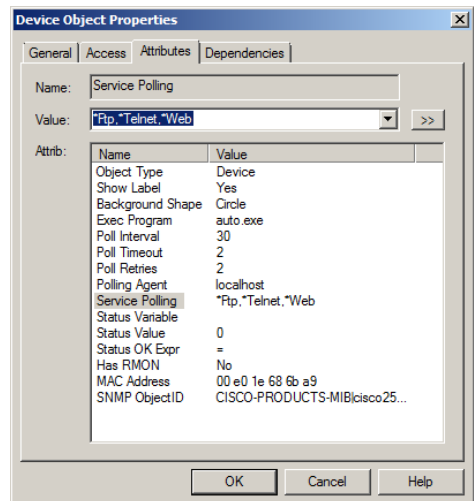 Device Object Properties
General Access Attributes Dependencies
Name: Service Polling
Value: *Ftp,*Telnet,*Web >>
Attrib: Name Value
Object Type Device
Show Label Yes
Background Shape Circle
Exec Program auto.exe
Poll Interval 30
Poll Timeout 2
Poll Retries 2
Polling Agent localhost
Service Polling *Ftp,*Telnet,*Web
Status Variable
Status Value 0
Status OK Expr =
Has RMON No
MAC Address 00 e0 1e 68 6b a9
SNMP ObjectID CISCO-PRODUCTS-MIB|cisco25...
OK Cancel Help